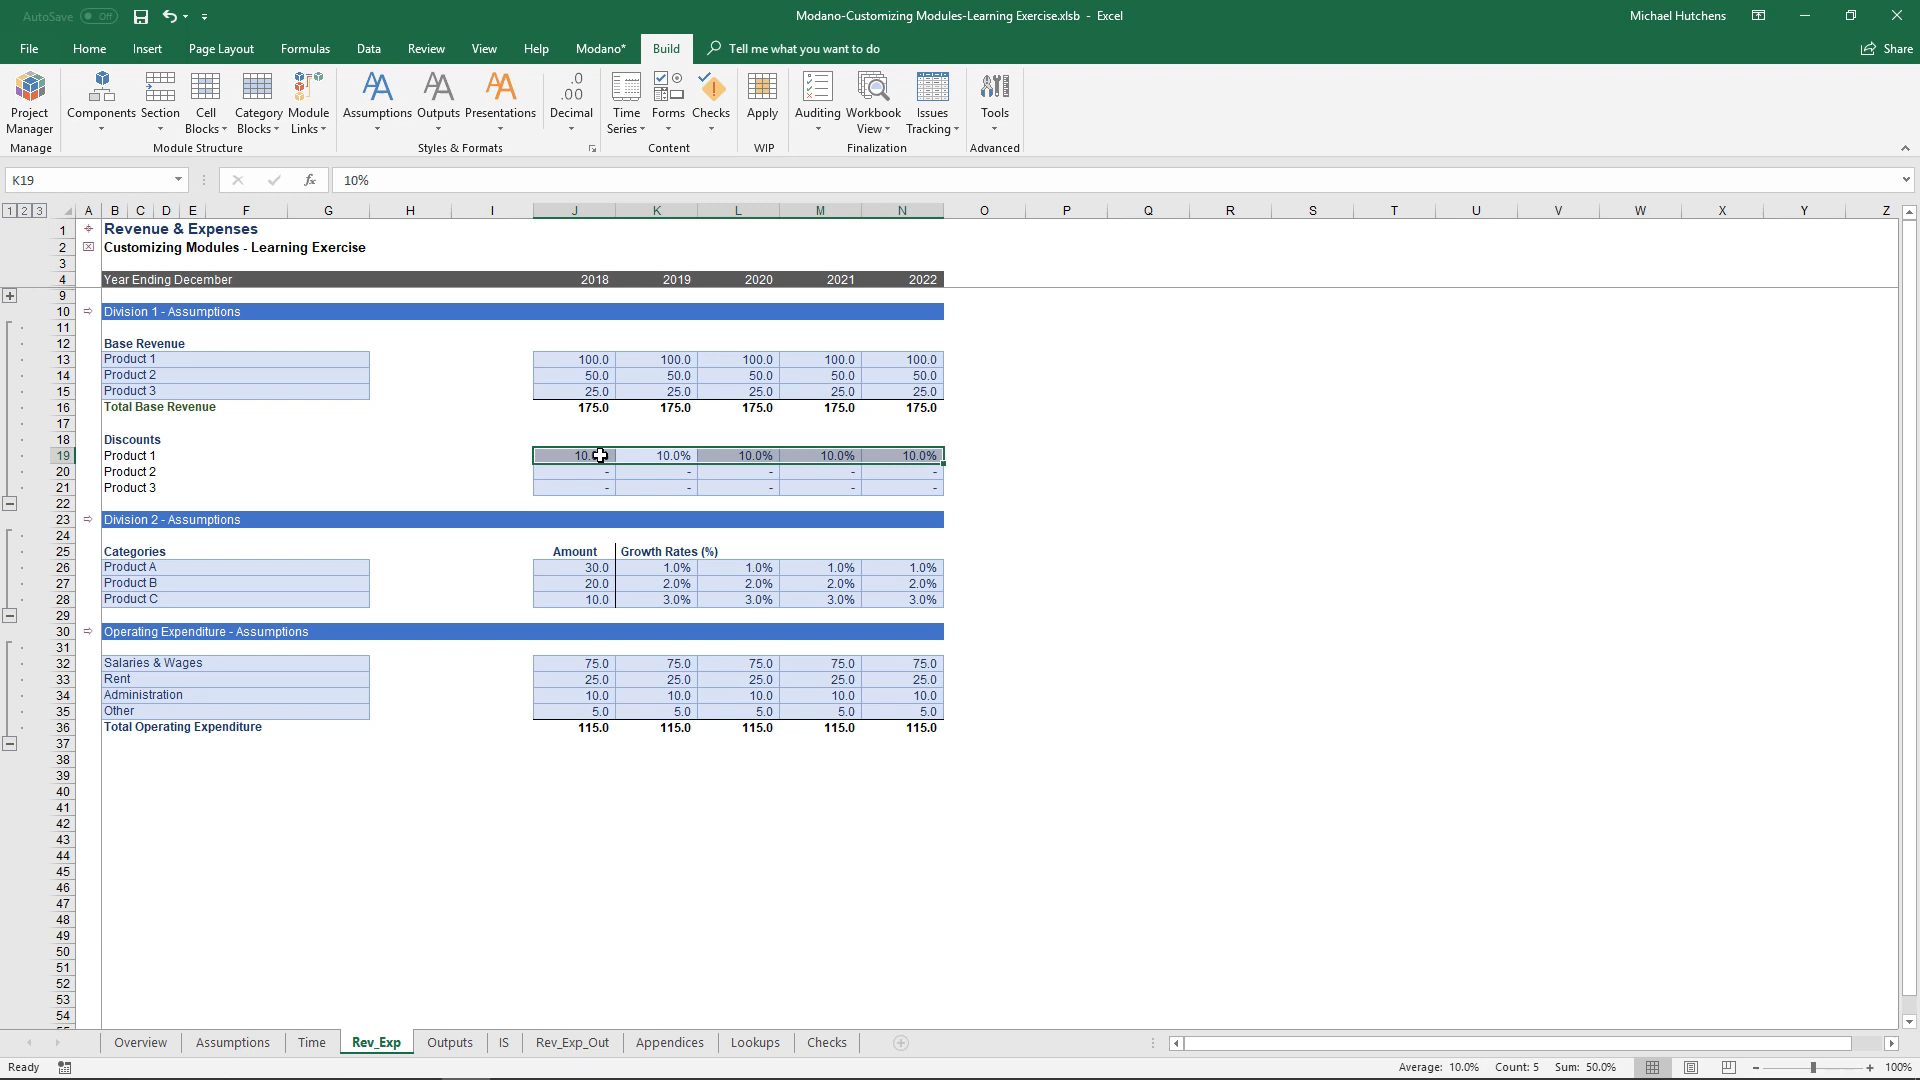 AutoSave Off Modano-Customizing Modules-Learning Exercise.xlsb - Excel Michael Hutchens
File Home Insert Page Layout Formulas Data Review View Help Modano* Build Tell me what you want to do Share
Project Manager Components Section Cell Blocks Category Blocks Module Links Assumptions Outputs Presentations .0 .00 Decimal Time Series Forms Checks Apply Auditing Workbook View Issues Tracking Tools
Manage Module Structure Styles & Formats Content WIP Finalization Advanced
K19 fx 10%
1 2 3 A B C D E F G H I J K L M N O P Q R S T U V W X Y Z
1 Revenue & Expenses
2 Customizing Modules - Learning Exercise
3
4 Year Ending December 2018 2019 2020 2021 2022
9
10 Division 1 - Assumptions
11
12 Base Revenue
13 Product 1 100.0 100.0 100.0 100.0 100.0
14 Product 2 50.0 50.0 50.0 50.0 50.0
15 Product 3 25.0 25.0 25.0 25.0 25.0
16 Total Base Revenue 175.0 175.0 175.0 175.0 175.0
17
18 Discounts
19 Product 1 10.0% 10.0% 10.0% 10.0%
20 Product 2 - - - - -
21 Product 3 - - - - -
22
23 Division 2 - Assumptions
24
25 Categories Amount Growth Rates (%)
26 Product A 30.0 1.0% 1.0% 1.0% 1.0%
27 Product B 20.0 2.0% 2.0% 2.0% 2.0%
28 Product C 10.0 3.0% 3.0% 3.0% 3.0%
29
30 Operating Expenditure - Assumptions
31
32 Salaries & Wages 75.0 75.0 75.0 75.0 75.0
33 Rent 25.0 25.0 25.0 25.0 25.0
34 Administration 10.0 10.0 10.0 10.0 10.0
35 Other 5.0 5.0 5.0 5.0 5.0
36 Total Operating Expenditure 115.0 115.0 115.0 115.0 115.0
37
38
39
40
41
42
43
44
45
46
47
48
49
50
51
52
53
54
Overview Assumptions Time Rev_Exp Outputs IS Rev_Exp_Out Appendices Lookups Checks
Ready Average: 10.0% Count: 5 Sum: 50.0% 100%